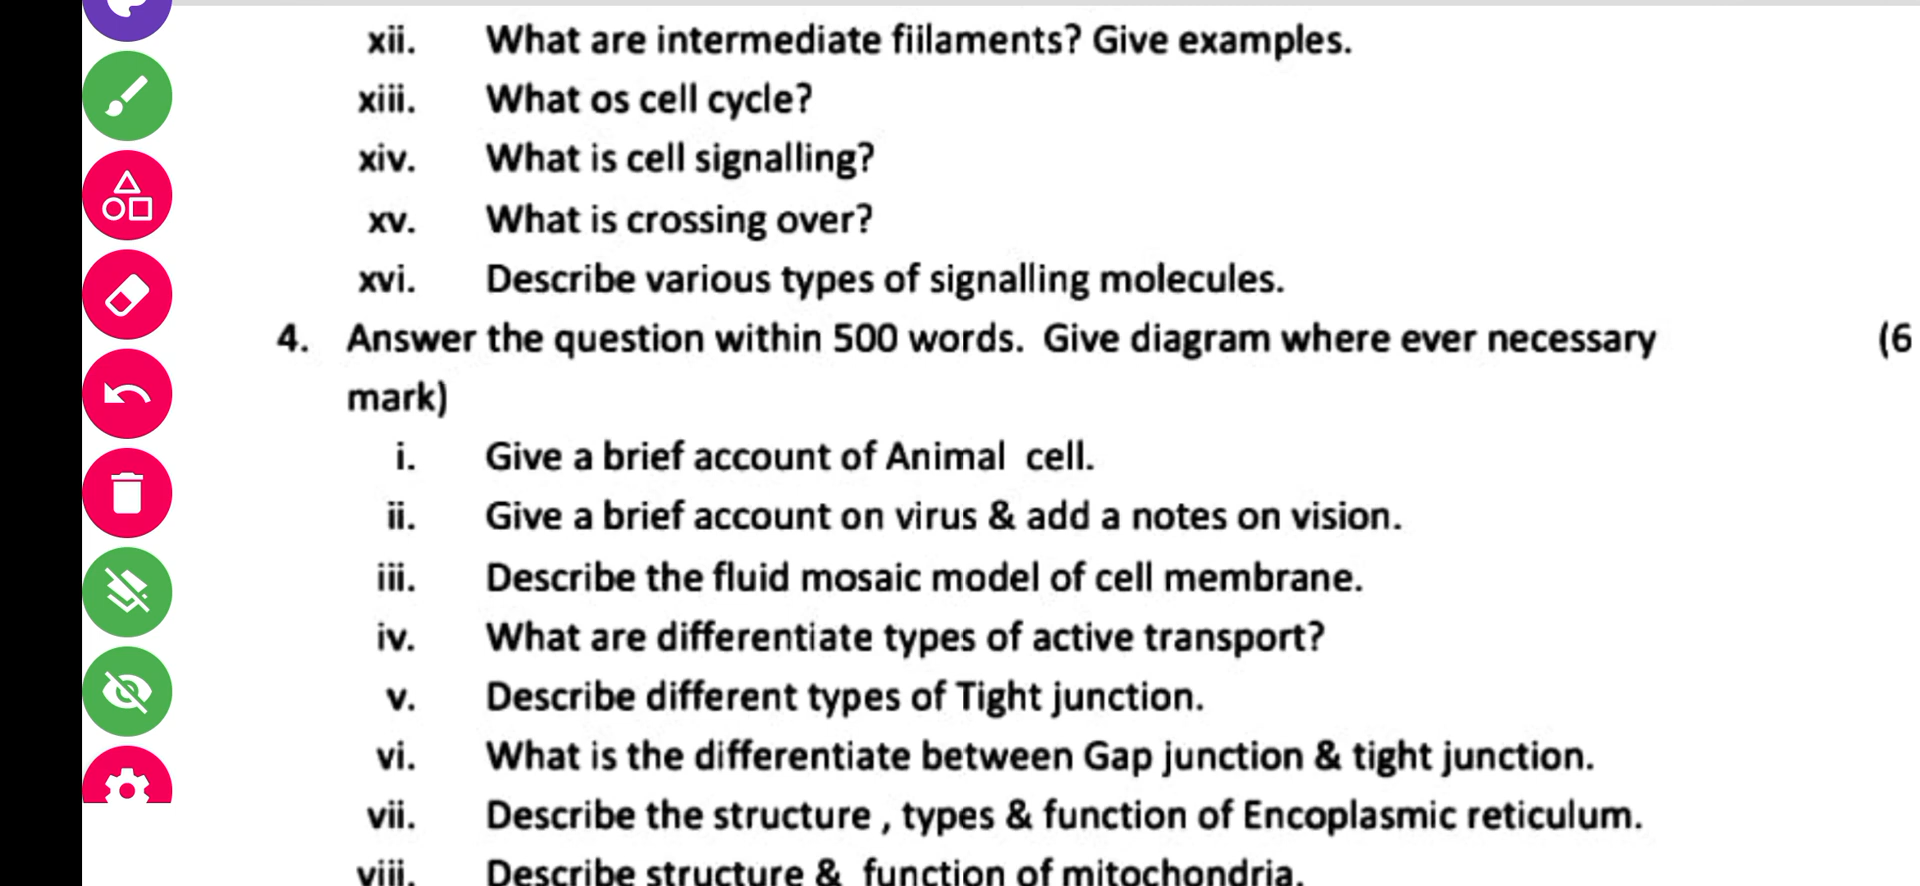 xii. What are intermediate fiilaments? Give examples.
xiii. What os cell cycle?
xiv. What is cell signalling?
xv. What is crossing over?
xvi. Describe various types of signalling molecules.
4. Answer the question within 500 words. Give diagram where ever necessary (6
mark)
i. Give a brief account of Animal cell.
ii. Give a brief account on virus & add a notes on vision.
iii. Describe the fluid mosaic model of cell membrane.
iv. What are differentiate types of active transport?
v. Describe different types of Tight junction.
vi. What is the differentiate between Gap junction & tight junction.
vii. Describe the structure , types & function of Encoplasmic reticulum.
viii. Describe structure & function of mitochondria.